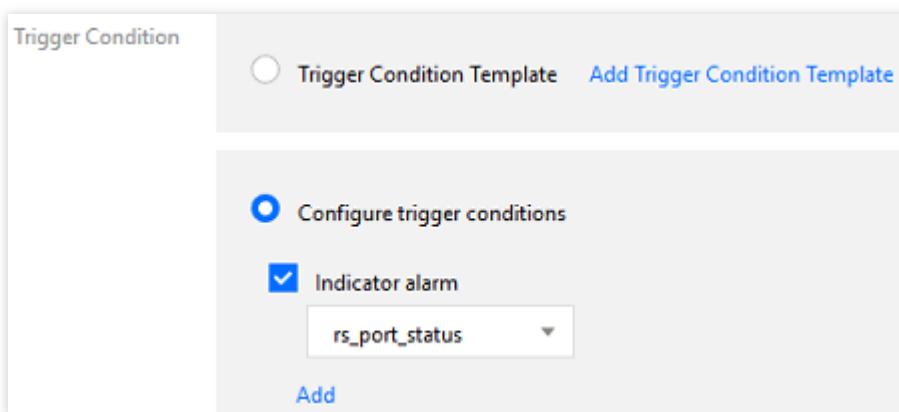 Trigger Condition
Trigger Condition Template Add Trigger Condition Template
Configure trigger conditions
Indicator alarm
rs_port_status
Add